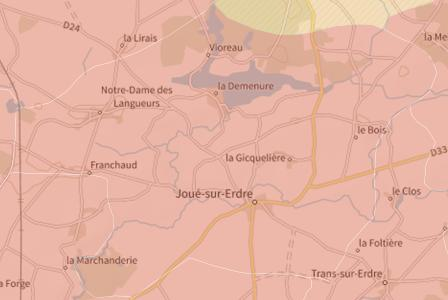 D24
la Lirais
Vioreau
la Me
Notre-Dame des
Langueurs
la Demenure
le Bois
la Gicquelière
D33
Franchaud
Joué-sur-Erdre
le Clos
la Foltière
la Marchanderie
Trans-sur-Erdre
a Forge